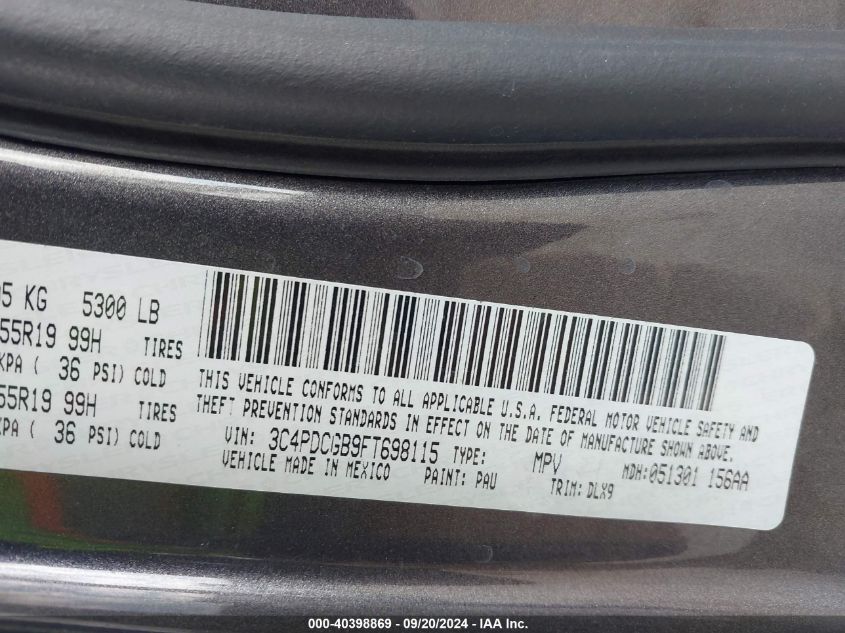 05 KG 5300 LB
55R19 99H TIRES
KPA ( 36 PSI) COLD
55R19 99H TIRES
KPA ( 36 PSI) COLD
THIS VEHICLE CONFORMS TO ALL APPLICABLE U.S.A. FEDERAL MOTOR VEHICLE SAFETY AND
THEFT PREVENTION STANDARDS IN EFFECT ON THE DATE OF MANUFACTURE SHOWN ABOVE.
VIN: 3C4PDCGB9FT698115 TYPE: MPV MDH:051301 156AA
VEHICLE MADE IN MEXICO PAINT: PAU TRIM: DLX9
000-40398869 - 09/20/2024 - IAA Inc.